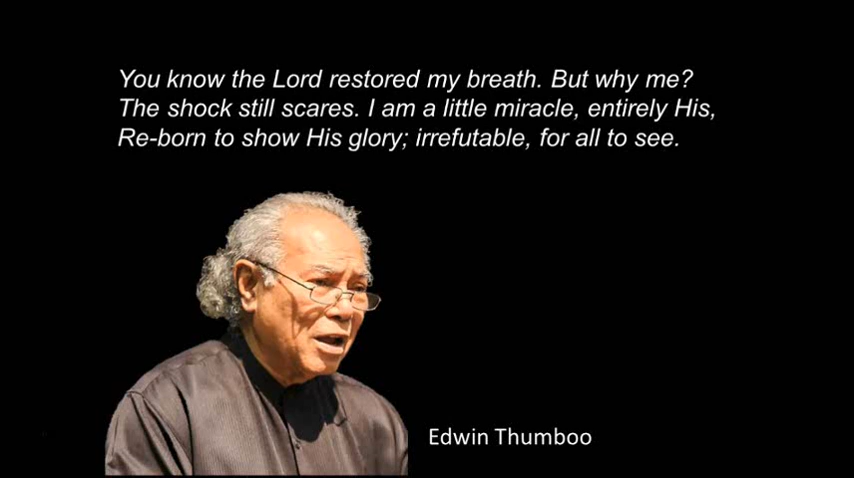 You know the Lord restored my breath. But why me?
The shock still scares. I am a little miracle, entirely His,
Re-born to show His glory; irrefutable, for all to see.
Edwin Thumboo